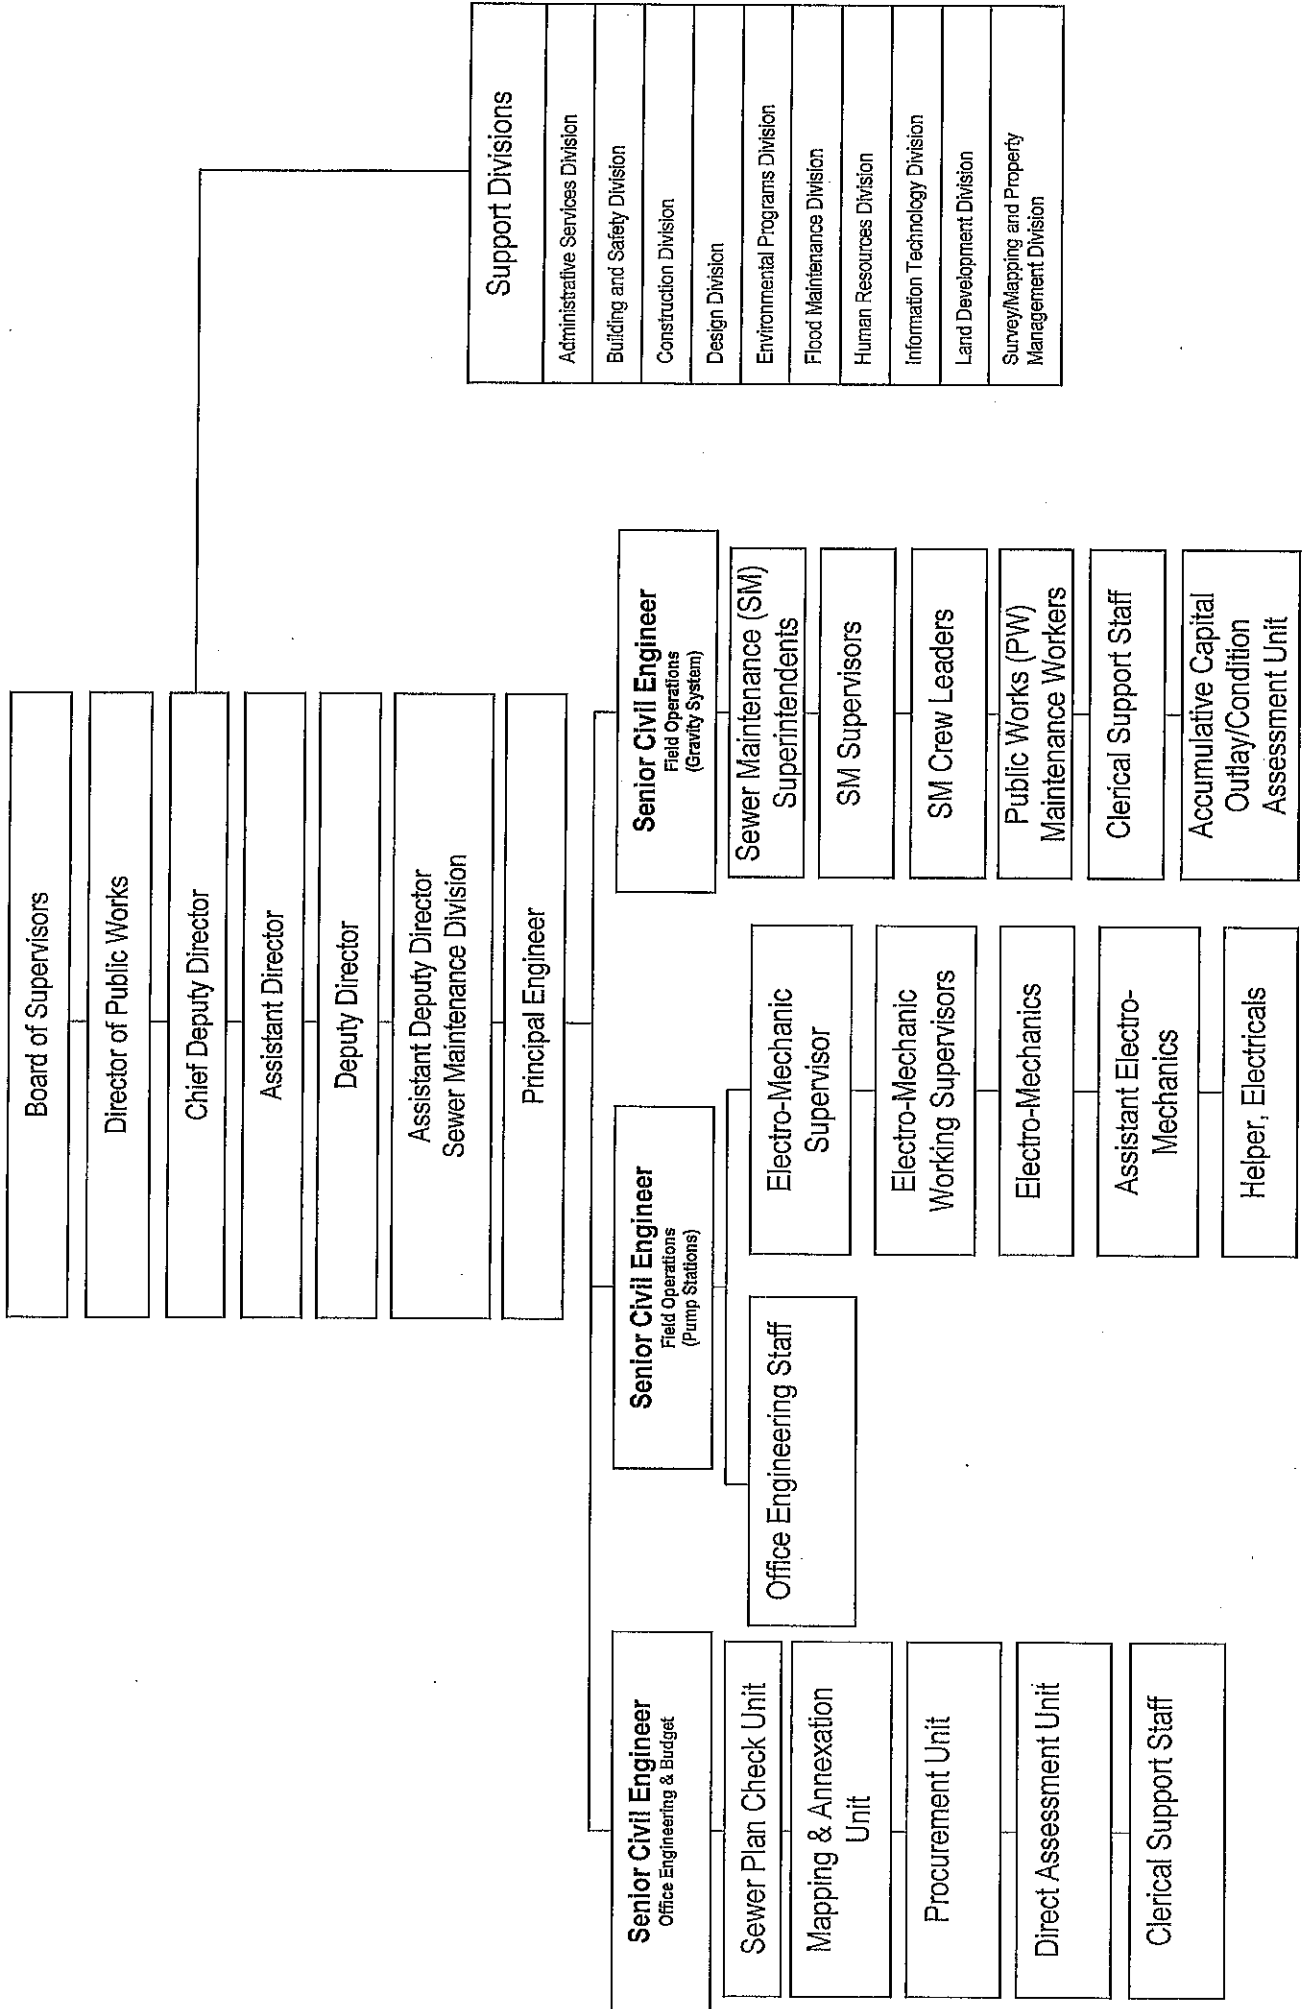 Board of Supervisors
Director of Public Works
Chief Deputy Director
Assistant Director
Deputy Director
Assistant Deputy Director
Sewer Maintenance Division
Principal Engineer
Support Divisions
Administrative Services Division
Building and Safety Division
Construction Division
Design Division
Environmental Programs Division
Flood Maintenance Division
Human Resources Division
Information Technology Division
Land Development Division
Survey/Mapping and Property
Management Division
Senior Civil Engineer
Office Engineering & Budget
Sewer Plan Check Unit
Mapping & Annexation
Unit
Procurement Unit
Direct Assessment Unit
Clerical Support Staff
Senior Civil Engineer
Field Operations
(Pump Stations)
Office Engineering Staff
Electro-Mechanic
Supervisor
Electro-Mechanic
Working Supervisors
Electro-Mechanics
Assistant Electro-
Mechanics
Helper, Electricals
Senior Civil Engineer
Field Operations
(Gravity System)
Sewer Maintenance (SM)
Superintendents
SM Supervisors
SM Crew Leaders
Public Works (PW)
Maintenance Workers
Clerical Support Staff
Accumulative Capital
Outlay/Condition
Assessment Unit